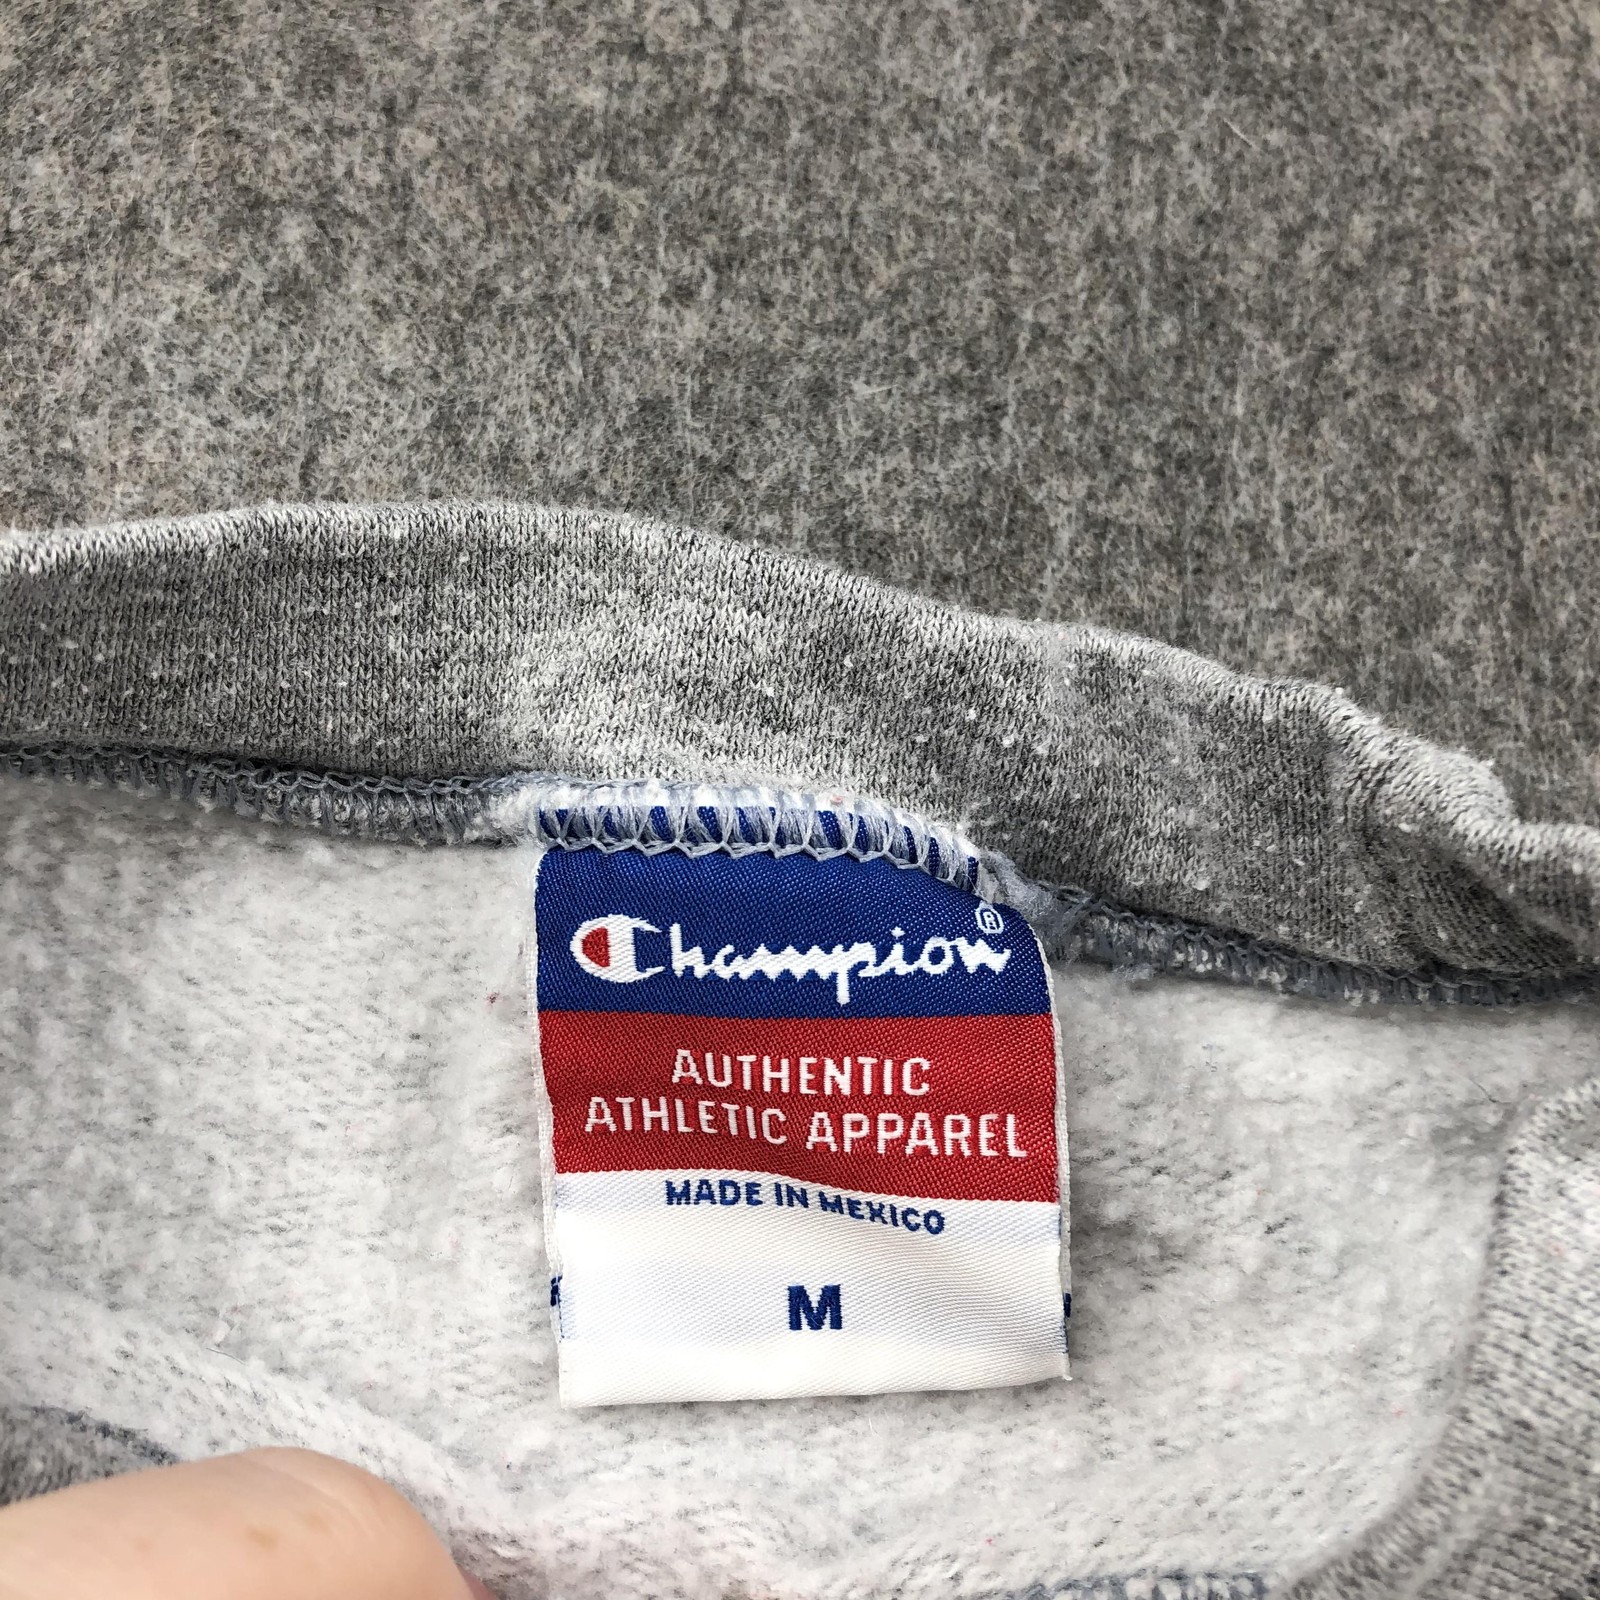 Champion®
AUTHENTIC
ATHLETIC APPAREL
MADE IN MEXICO
M